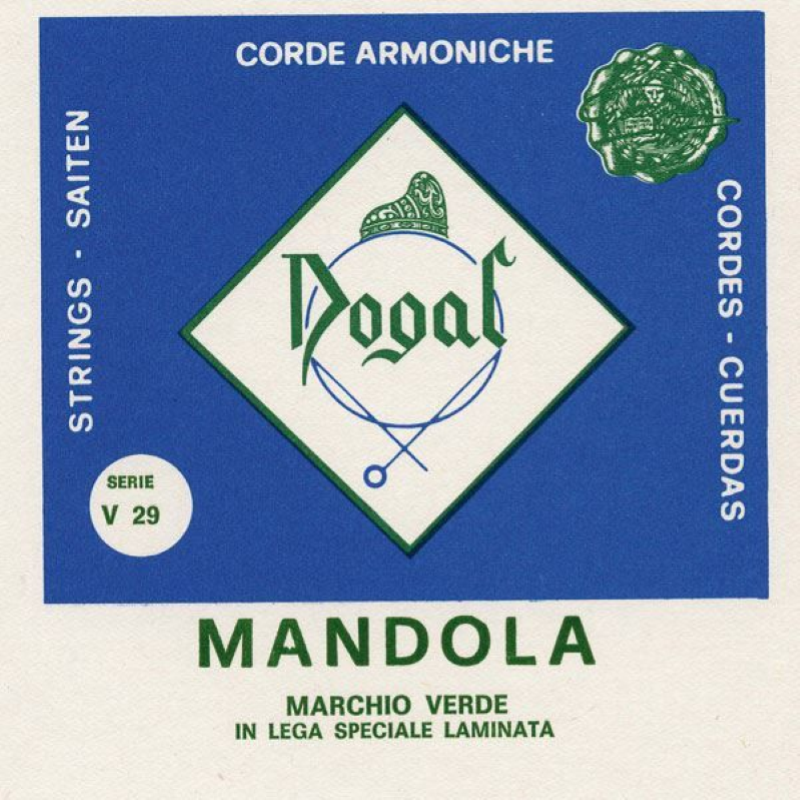 CORDE ARMONICHE
STRINGS - SAITEN
CORDES - CUERDAS
Dogal
SERIE
V 29
MANDOLA
MARCHIO VERDE
IN LEGA SPECIALE LAMINATA